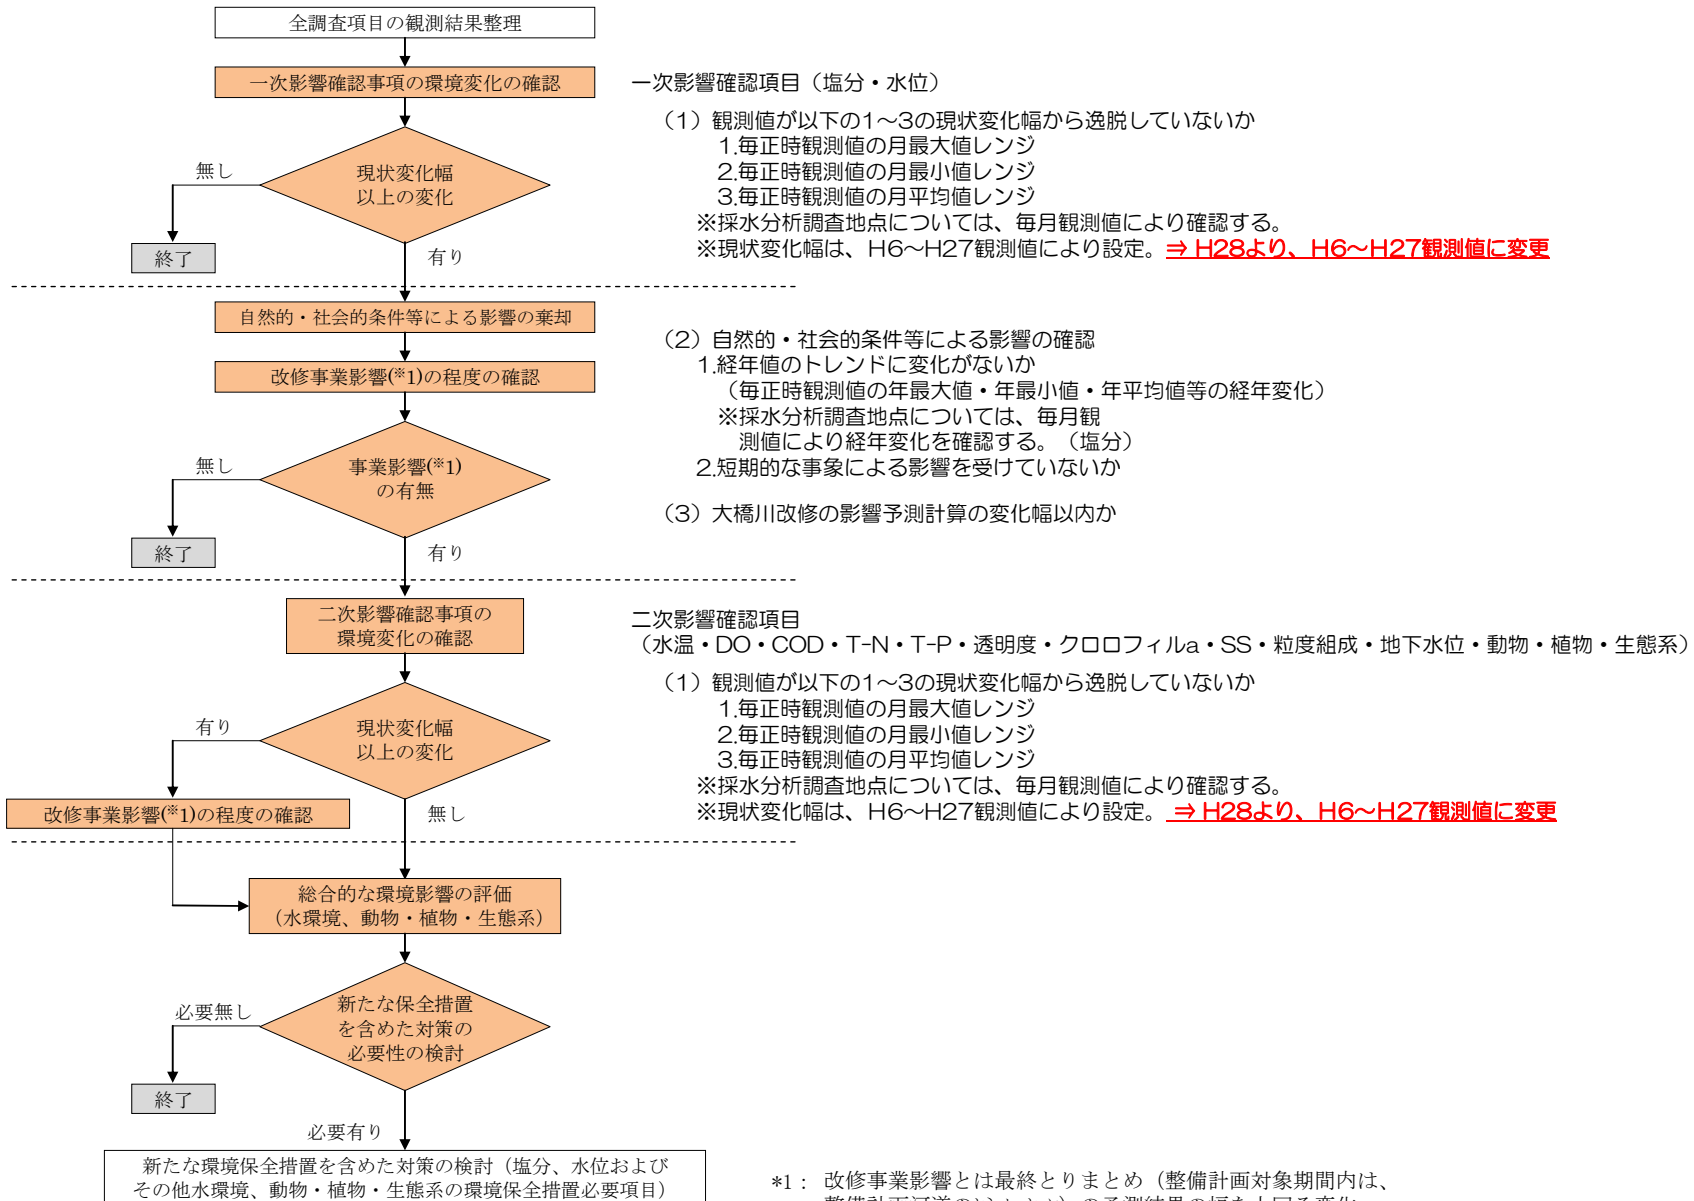 全調査項目の観測結果整理
一次影響確認事項の環境変化の確認
現状変化幅
以上の変化
無し
終了
有り
一次影響確認項目（塩分・水位）
（1）観測値が以下の1～3の現状変化幅から逸脱していないか
1.毎正時観測値の月最大値レンジ
2.毎正時観測値の月最小値レンジ
3.毎正時観測値の月平均値レンジ
※採水分析調査地点については、毎月観測値により確認する。
※現状変化幅は、H6～H27観測値により設定。⇒ H28より、H6～H27観測値に変更
自然的・社会的条件等による影響の棄却
改修事業影響(※1)の程度の確認
事業影響(※1)
の有無
無し
終了
有り
（2）自然的・社会的条件等による影響の確認
1.経年値のトレンドに変化がないか
（毎正時観測値の年最大値・年最小値・年平均値等の経年変化）
※採水分析調査地点については、毎月観
測値により経年変化を確認する。（塩分）
2.短期的な事象による影響を受けていないか
（3）大橋川改修の影響予測計算の変化幅以内か
二次影響確認事項の
環境変化の確認
現状変化幅
以上の変化
有り
改修事業影響(※1)の程度の確認
無し
二次影響確認項目
（水温・DO・COD・T-N・T-P・透明度・クロロフィルa・SS・粒度組成・地下水位・動物・植物・生態系）
（1）観測値が以下の1～3の現状変化幅から逸脱していないか
1.毎正時観測値の月最大値レンジ
2.毎正時観測値の月最小値レンジ
3.毎正時観測値の月平均値レンジ
※採水分析調査地点については、毎月観測値により確認する。
※現状変化幅は、H6～H27観測値により設定。⇒ H28より、H6～H27観測値に変更
総合的な環境影響の評価
（水環境、動物・植物・生態系）
新たな保全措置
を含めた対策の
必要性の検討
必要無し
終了
必要有り
新たな環境保全措置を含めた対策の検討（塩分、水位および
その他水環境、動物・植物・生態系の環境保全措置必要項目）
*1： 改修事業影響とは最終とりまとめ（整備計画対象期間内は、